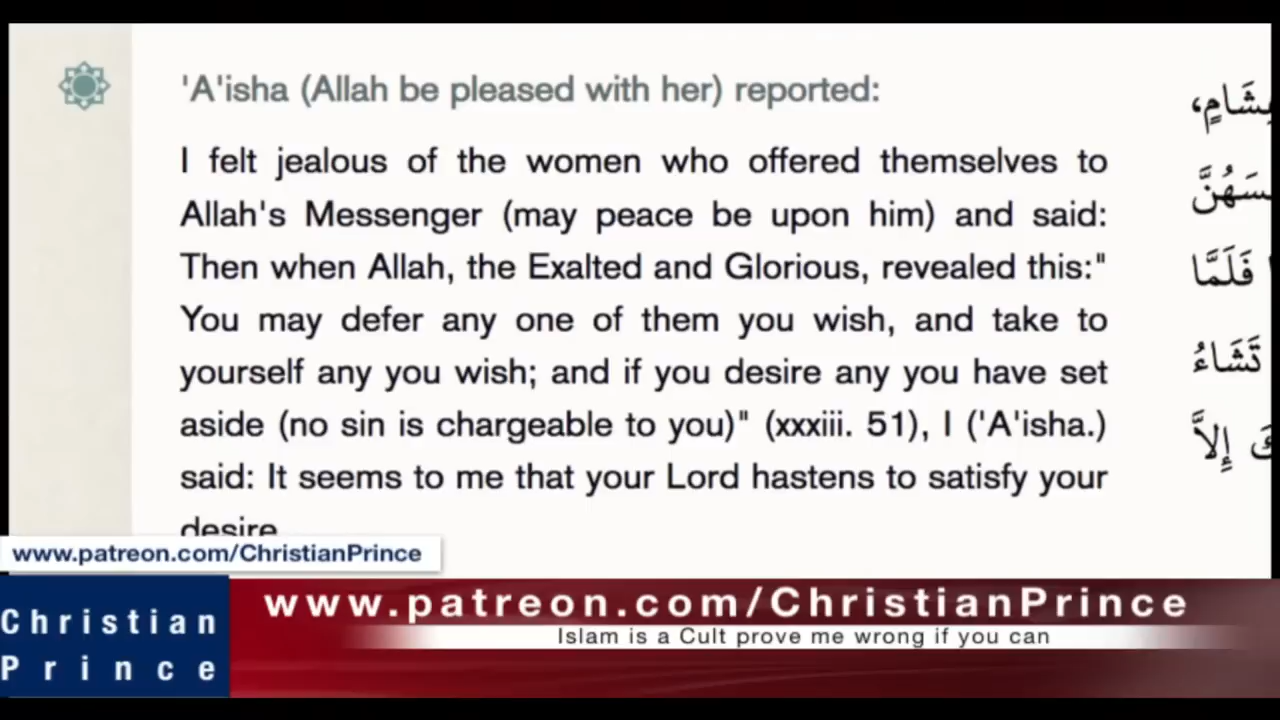 'A'isha (Allah be pleased with her) reported:
I felt jealous of the women who offered themselves to
Allah's Messenger (may peace be upon him) and said:
Then when Allah, the Exalted and Glorious, revealed this:"
You may defer any one of them you wish, and take to
yourself any you wish; and if you desire any you have set
aside (no sin is chargeable to you)" (xxxiii. 51), I ('A'isha.)
said: It seems to me that your Lord hastens to satisfy your
desire
فَلَمَّا
تَشَاءُ
إِلاَّ
www.patreon.com/ChristianPrince
Christian
Prince
www.patreon.com/ChristianPrince
Islam is a Cult prove me wrong if you can